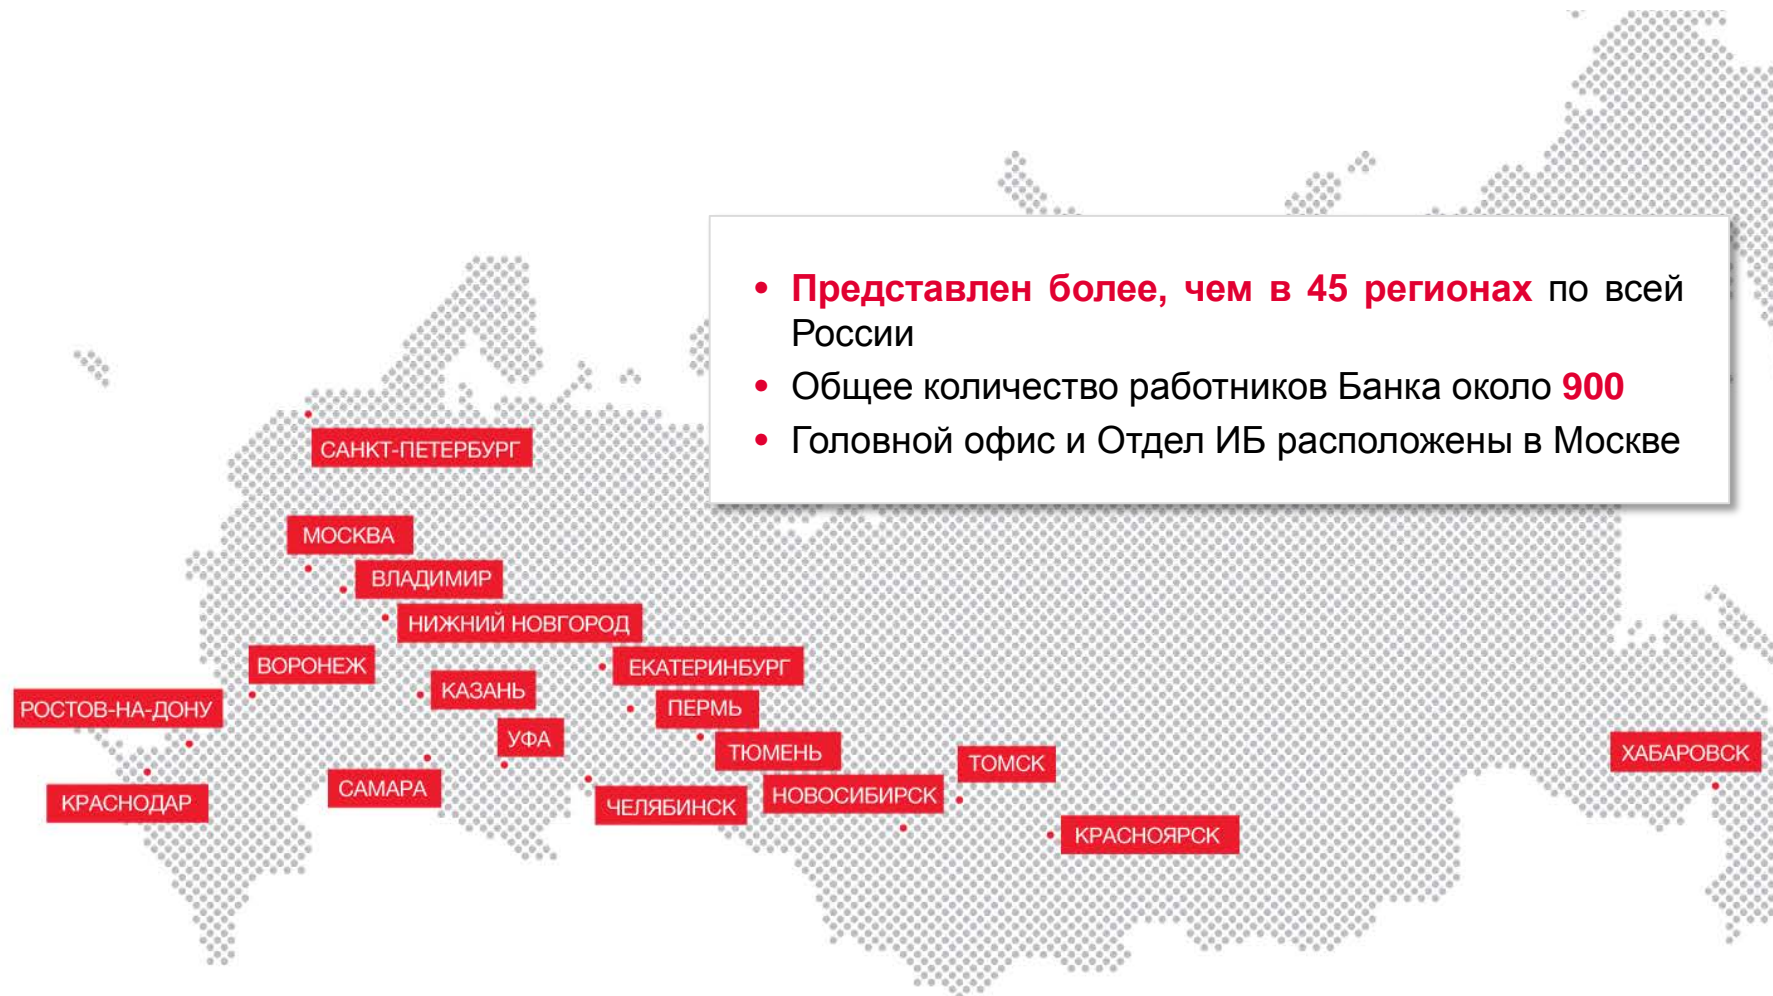 • Представлен более, чем в 45 регионах по всей
России
• Общее количество работников Банка около 900
• Головной офис и Отдел ИБ расположены в Москве
САНКТ-ПЕТЕРБУРГ
МОСКВА
ВЛАДИМИР
НИЖНИЙ НОВГОРОД
ВОРОНЕЖ
ЕКАТЕРИНБУРГ
КАЗАНЬ
РОСТОВ-НА-ДОНУ
ПЕРМЬ
УФА
ТЮМЕНЬ
ТОМСК
ХАБАРОВСК
САМАРА
НОВОСИБИРСК
КРАСНОДАР
ЧЕЛЯБИНСК
КРАСНОЯРСК